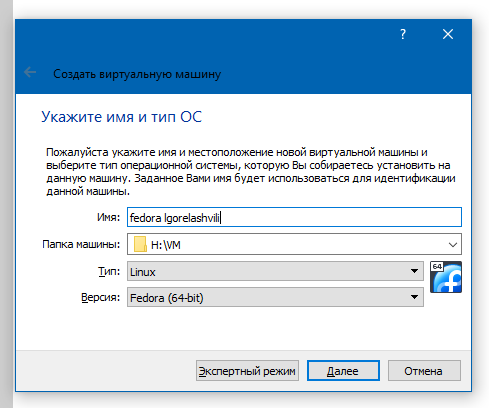 ?
Создать виртуальную машину
Укажите имя и тип ОС
Пожалуйста укажите имя и местоположение новой виртуальной машины и
выберите тип операционной системы, которую Вы собираетесь установить на
данную машину. Заданное Вами имя будет использоваться для идентификации
данной машины.
Имя: fedora lgorelashvili
Папка машины: H:\VM
Тип: Linux 64
Версия: Fedora (64-bit)
Экспертный режим Далее Отмена